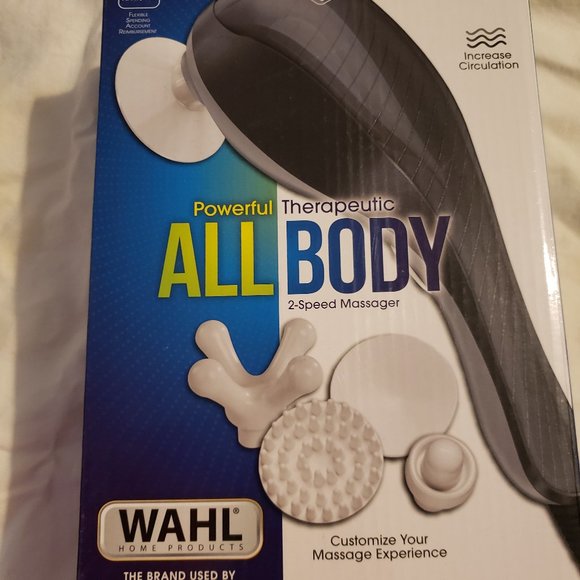 Flexible
Spending
Account
Reimbursement
Increase
Circulation
Powerful Therapeutic
ALL BODY
2-Speed Massager
WAHL®
HOME PRODUCTS
Customize Your
Massage Experience
THE BRAND USED BY